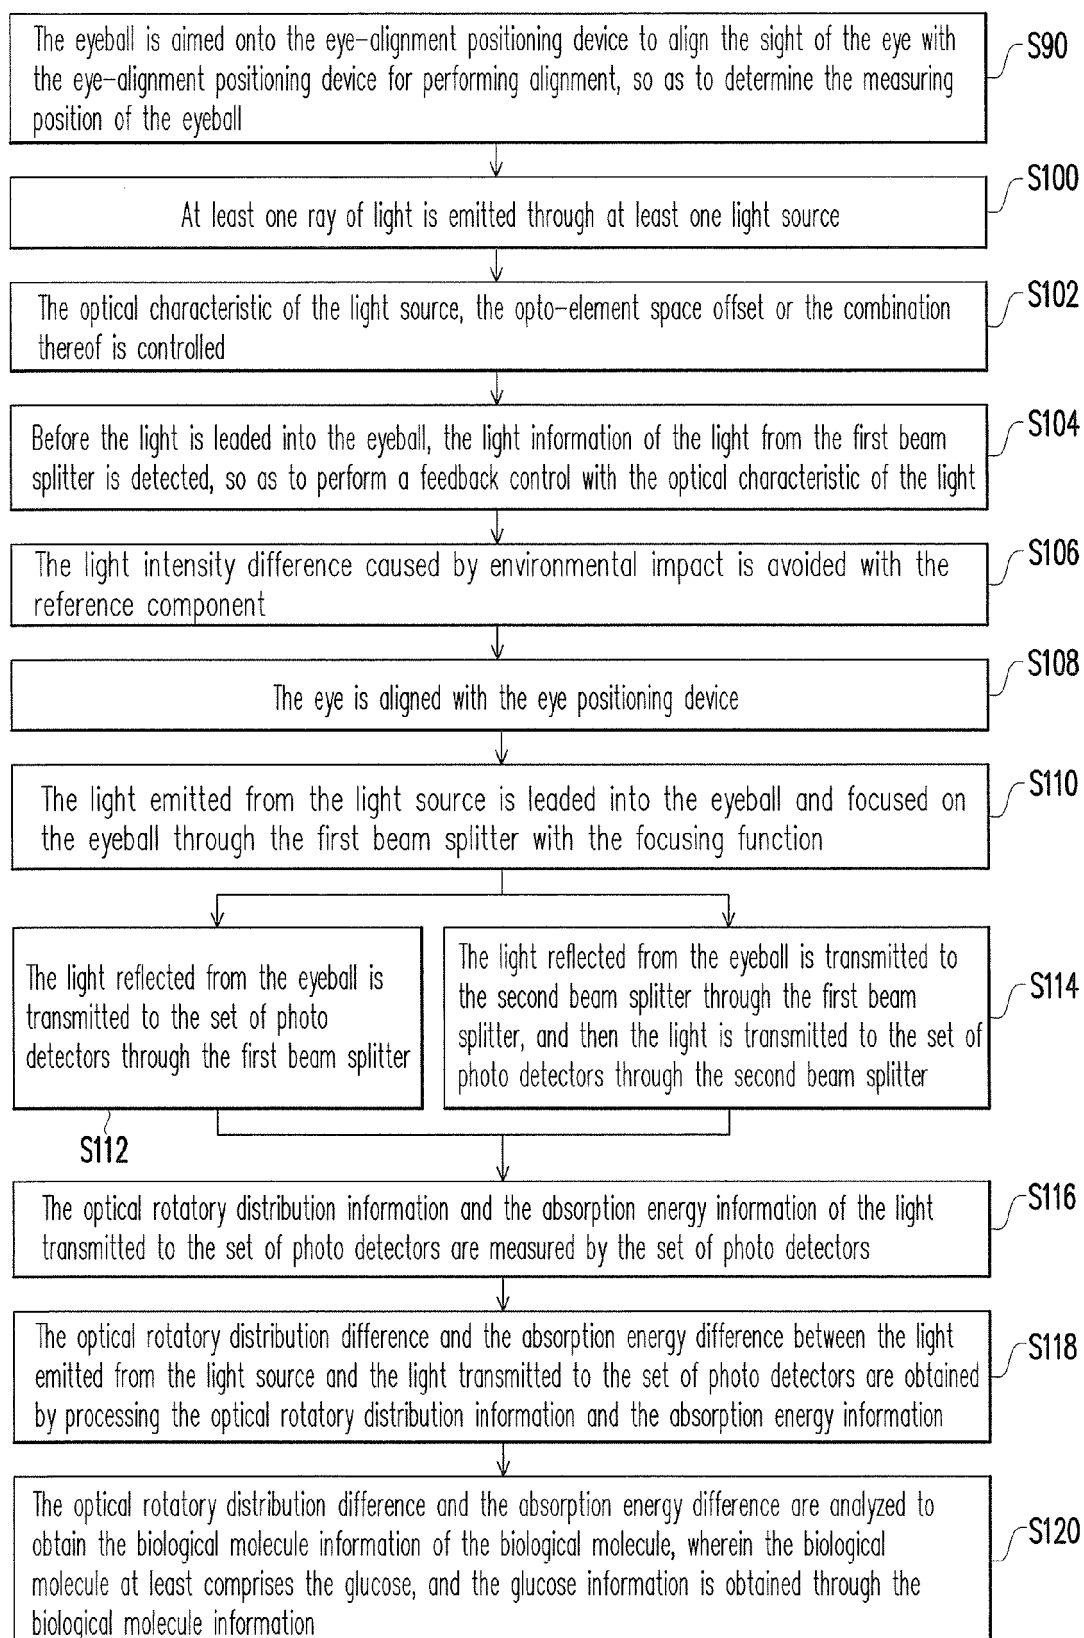 The eyeball is aimed onto the eye-alignment positioning device to align the sight of the eye with
the eye-alignment positioning device for performing alignment, so as to determine the measuring
position of the eyeball
S90
At least one ray of light is emitted through at least one light source
S100
The optical characteristic of the light source, the opto-element space offset or the combination
thereof is controlled
S102
Before the light is leaded into the eyeball, the light information of the light from the first beam
splitter is detected, so as to perform a feedback control with the optical characteristic of the light
S104
The light intensity difference caused by environmental impact is avoided with the
reference component
S106
The eye is aligned with the eye positioning device
S108
The light emitted from the light source is leaded into the eyeball and focused on
the eyeball through the first beam splitter with the focusing function
S110
The light reflected from the eyeball is
transmitted to the set of photo
detectors through the first beam splitter
S112
The light reflected from the eyeball is transmitted to
the second beam splitter through the first beam
splitter, and then the light is transmitted to the set of
photo detectors through the second beam splitter
S114
The optical rotatory distribution information and the absorption energy information of the light
transmitted to the set of photo detectors are measured by the set of photo detectors
S116
The optical rotatory distribution difference and the absorption energy difference between the light
emitted from the light source and the light transmitted to the set of photo detectors are obtained
by processing the optical rotatory distribution information and the absorption energy information
S118
The optical rotatory distribution difference and the absorption energy difference are analyzed to
obtain the biological molecule information of the biological molecule, wherein the biological
molecule at least comprises the glucose, and the glucose information is obtained through the
biological molecule information
S120